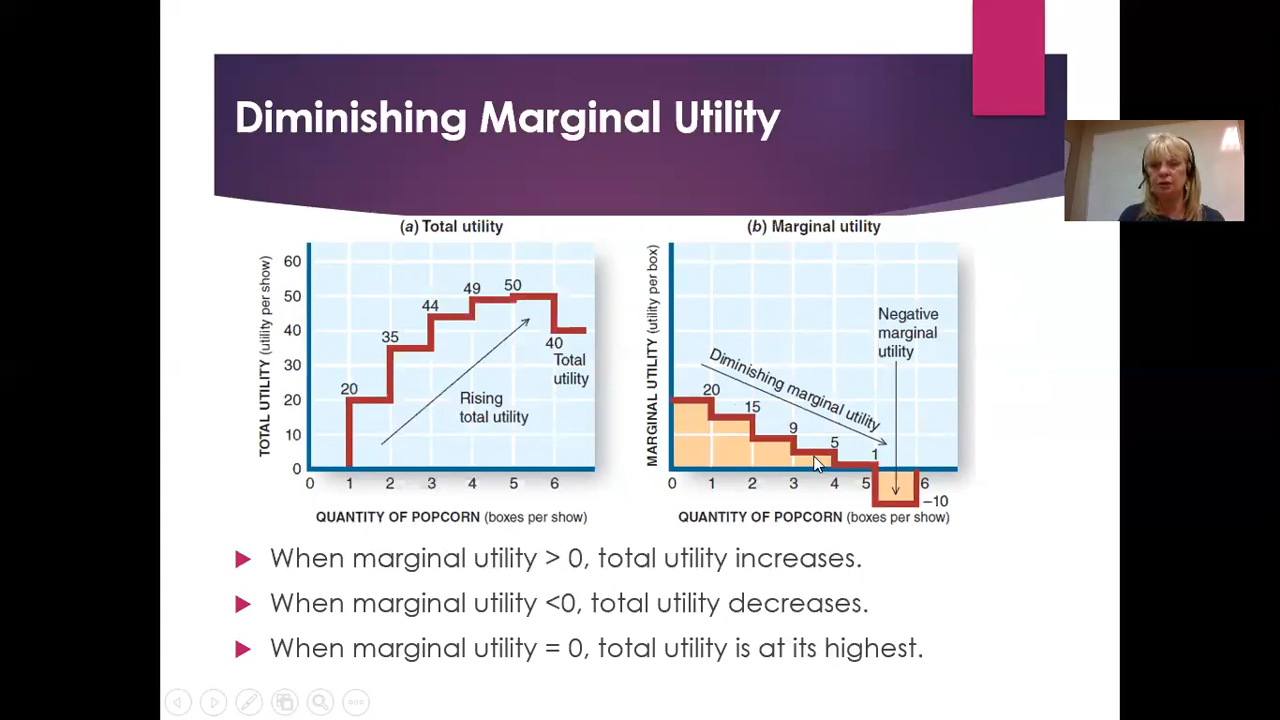 Diminishing Marginal Utility
(a) Total utility
TOTAL UTILITY (utility per show)
60
50
40
30
20
10
0
20
35
44
49
50
40
Total
utility
Rising
total utility
0 1 2 3 4 5 6
QUANTITY OF POPCORN (boxes per show)
(b) Marginal utility
MARGINAL UTILITY (utility per box)
Diminishing marginal utility
Negative
marginal
utility
20
15
9
5
1
–10
0 1 2 3 4 5 6
QUANTITY OF POPCORN (boxes per show)
When marginal utility > 0, total utility increases.
When marginal utility <0, total utility decreases.
When marginal utility = 0, total utility is at its highest.